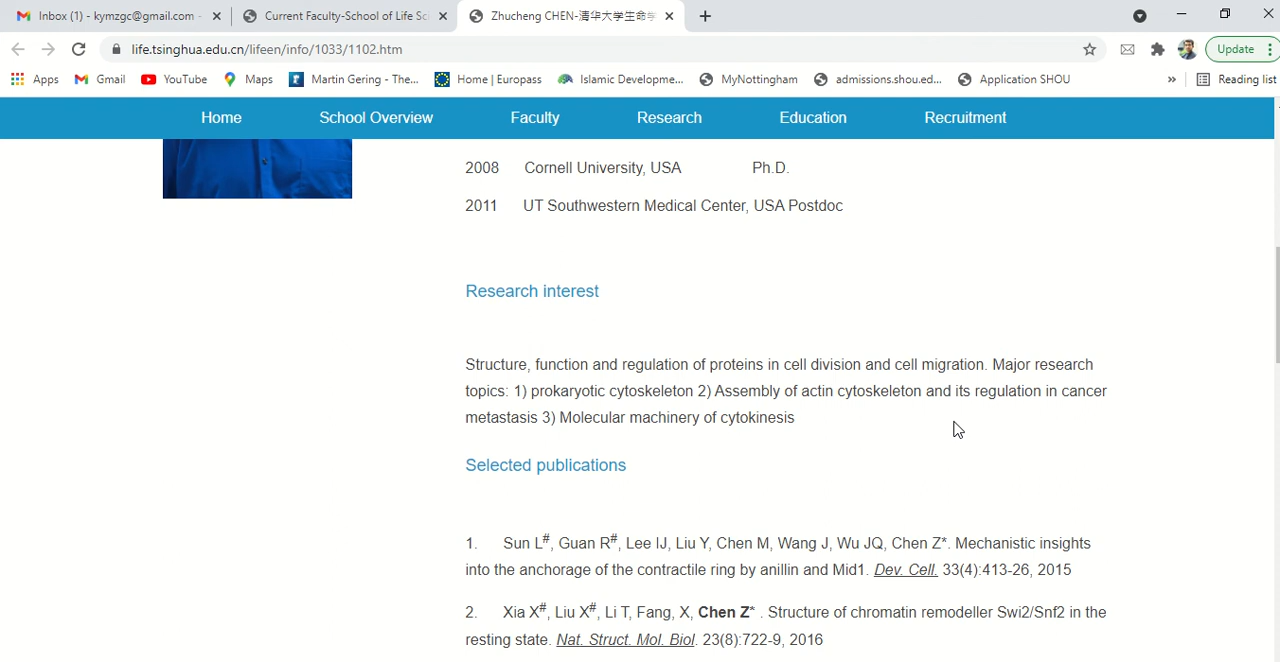 Inbox (1) - kymzgc@gmail.com -
Current Faculty-School of Life Sci
Zhucheng CHEN-清华大学生命学
life.tsinghua.edu.cn/lifeen/info/1033/1102.htm
Update
Apps Gmail YouTube Maps Martin Gering - The... Home | Europass Islamic Developme... MyNottingham admissions.shou.ed... Application SHOU » Reading list
Home School Overview Faculty Research Education Recruitment
2008 Cornell University, USA Ph.D.
2011 UT Southwestern Medical Center, USA Postdoc
Research interest
Structure, function and regulation of proteins in cell division and cell migration. Major research
topics: 1) prokaryotic cytoskeleton 2) Assembly of actin cytoskeleton and its regulation in cancer
metastasis 3) Molecular machinery of cytokinesis
Selected publications
1. Sun L#, Guan R#, Lee IJ, Liu Y, Chen M, Wang J, Wu JQ, Chen Z*. Mechanistic insights
into the anchorage of the contractile ring by anillin and Mid1. Dev. Cell. 33(4):413-26, 2015
2. Xia X#, Liu X#, Li T, Fang, X, Chen Z* . Structure of chromatin remodeller Swi2/Snf2 in the
resting state. Nat. Struct. Mol. Biol. 23(8):722-9, 2016